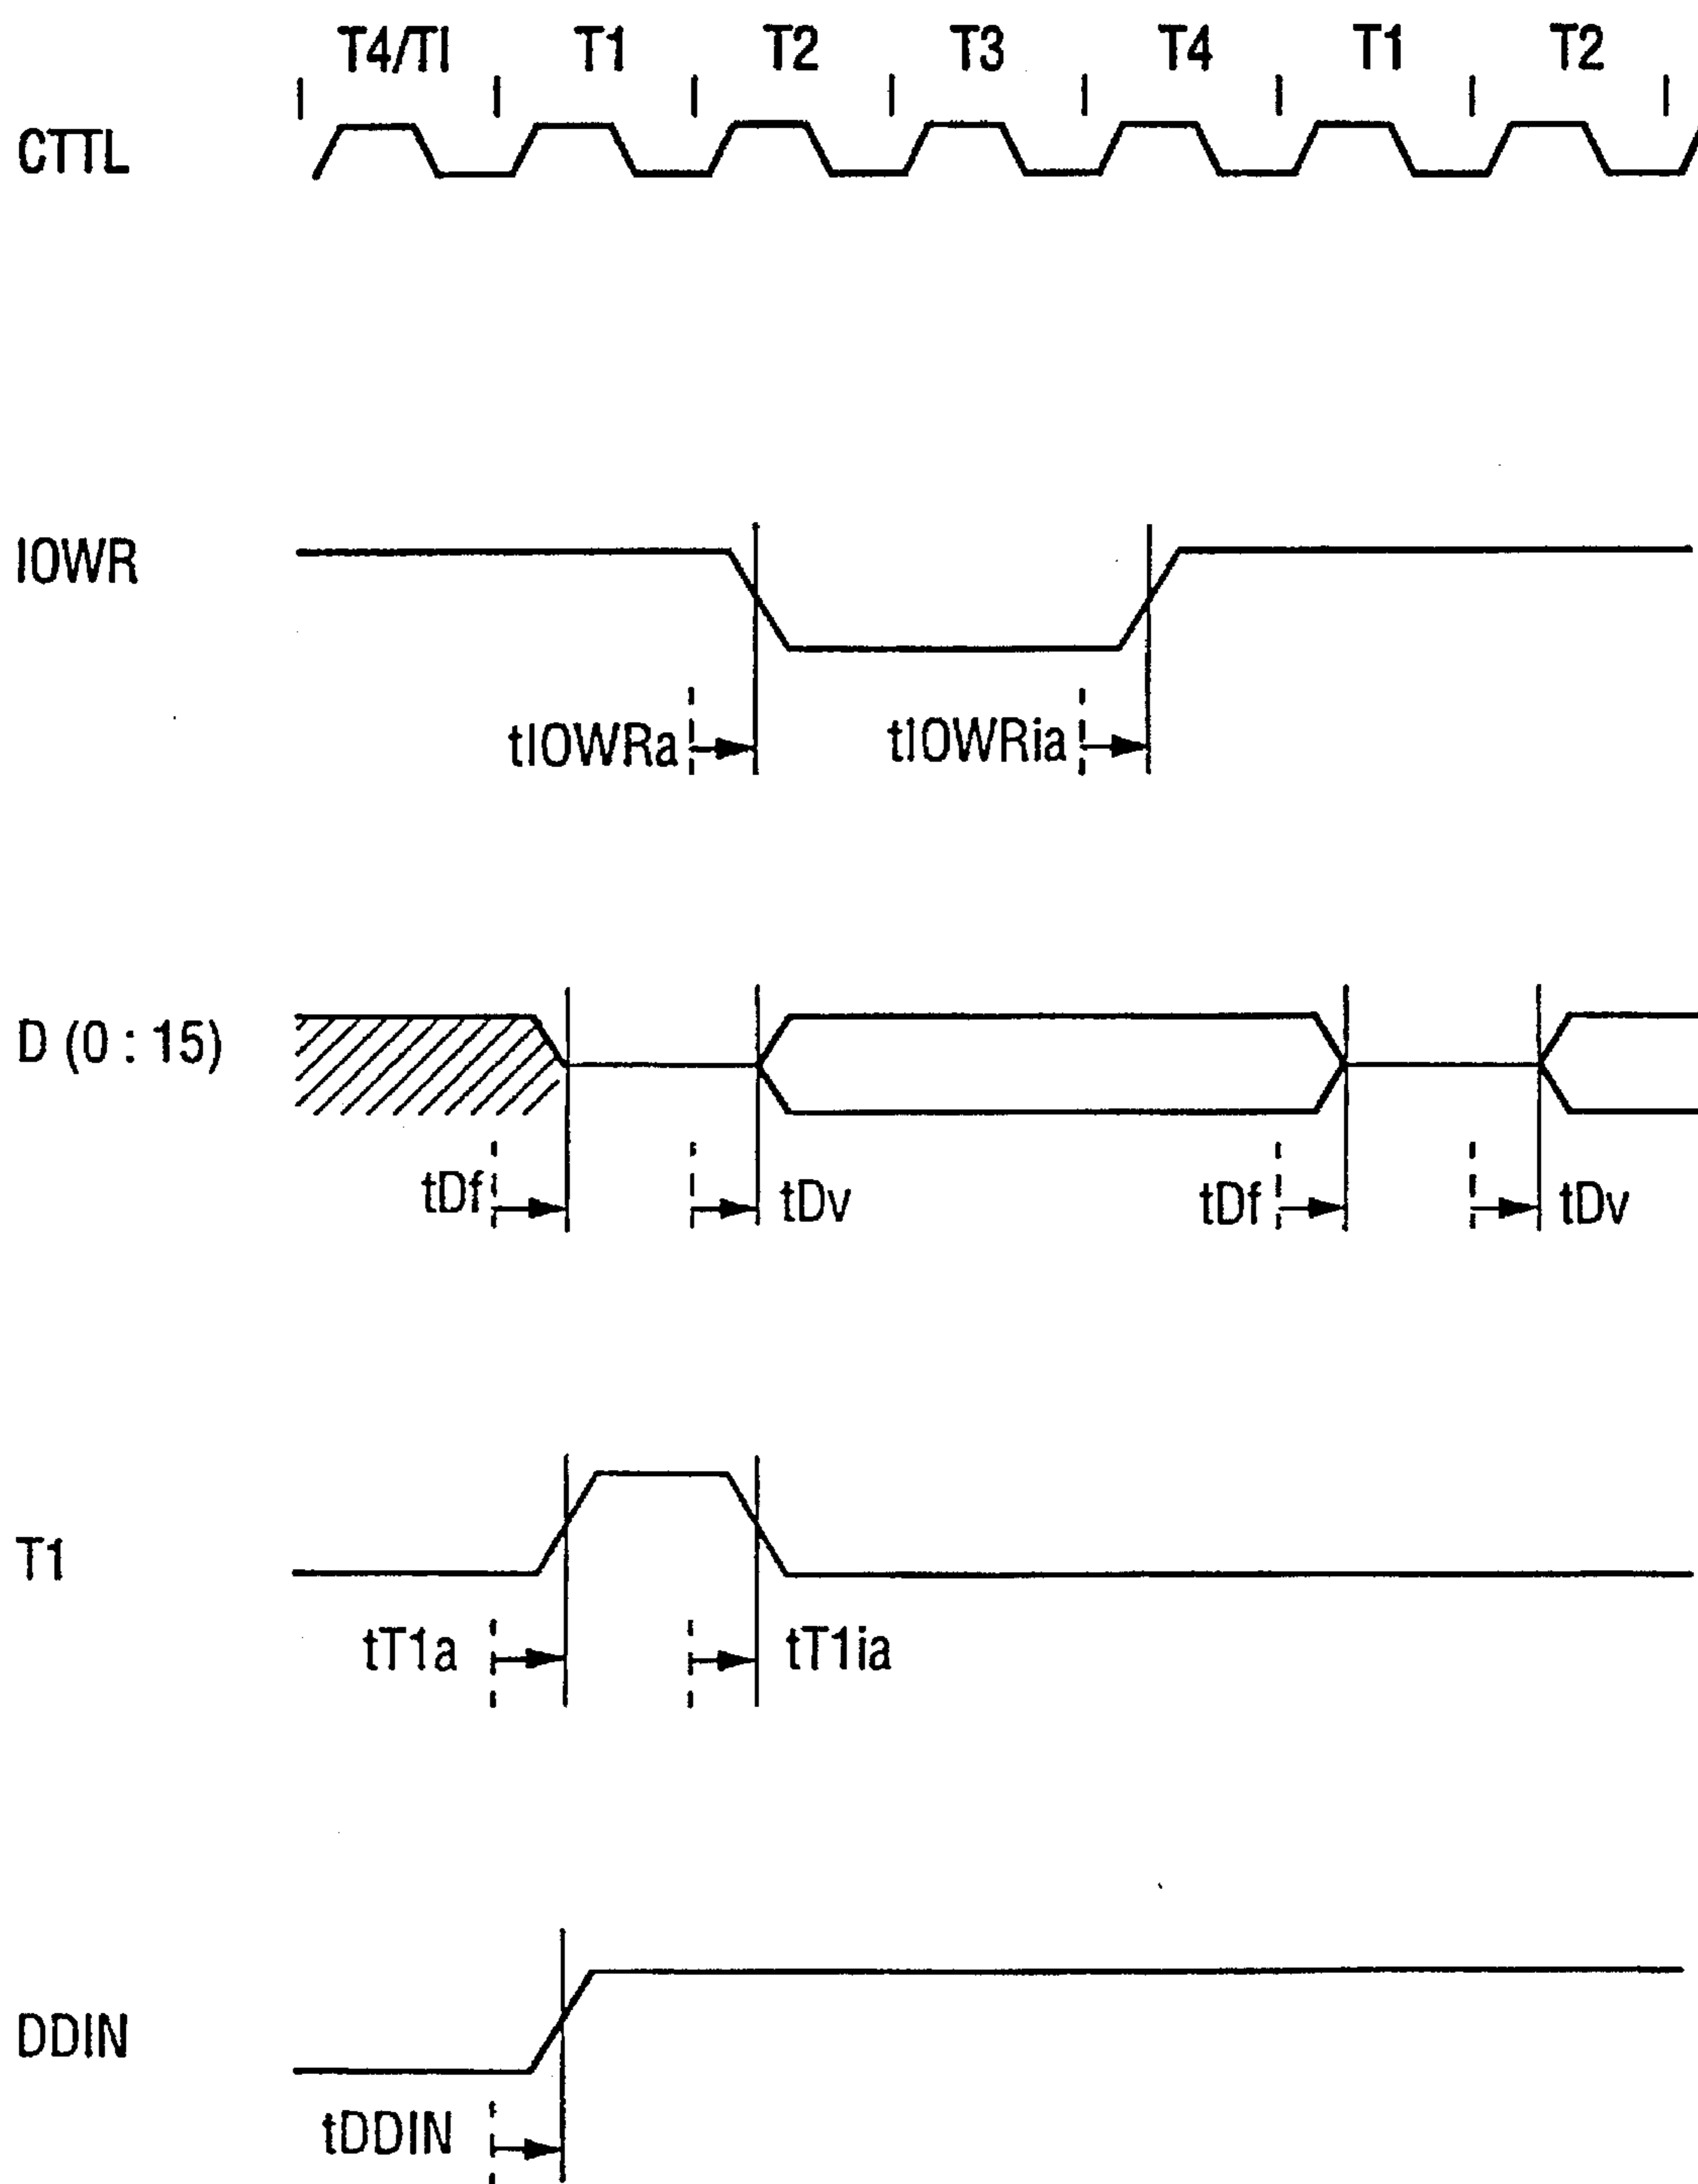 T4/TI T1 T2 T3 T4 T1 T2
CTTL
IOWR
tIOWRa tIOWRia
D (0 : 15)
tDf tDv tDf tDv
T1
tT1a tT1ia
DDIN
tDDIN